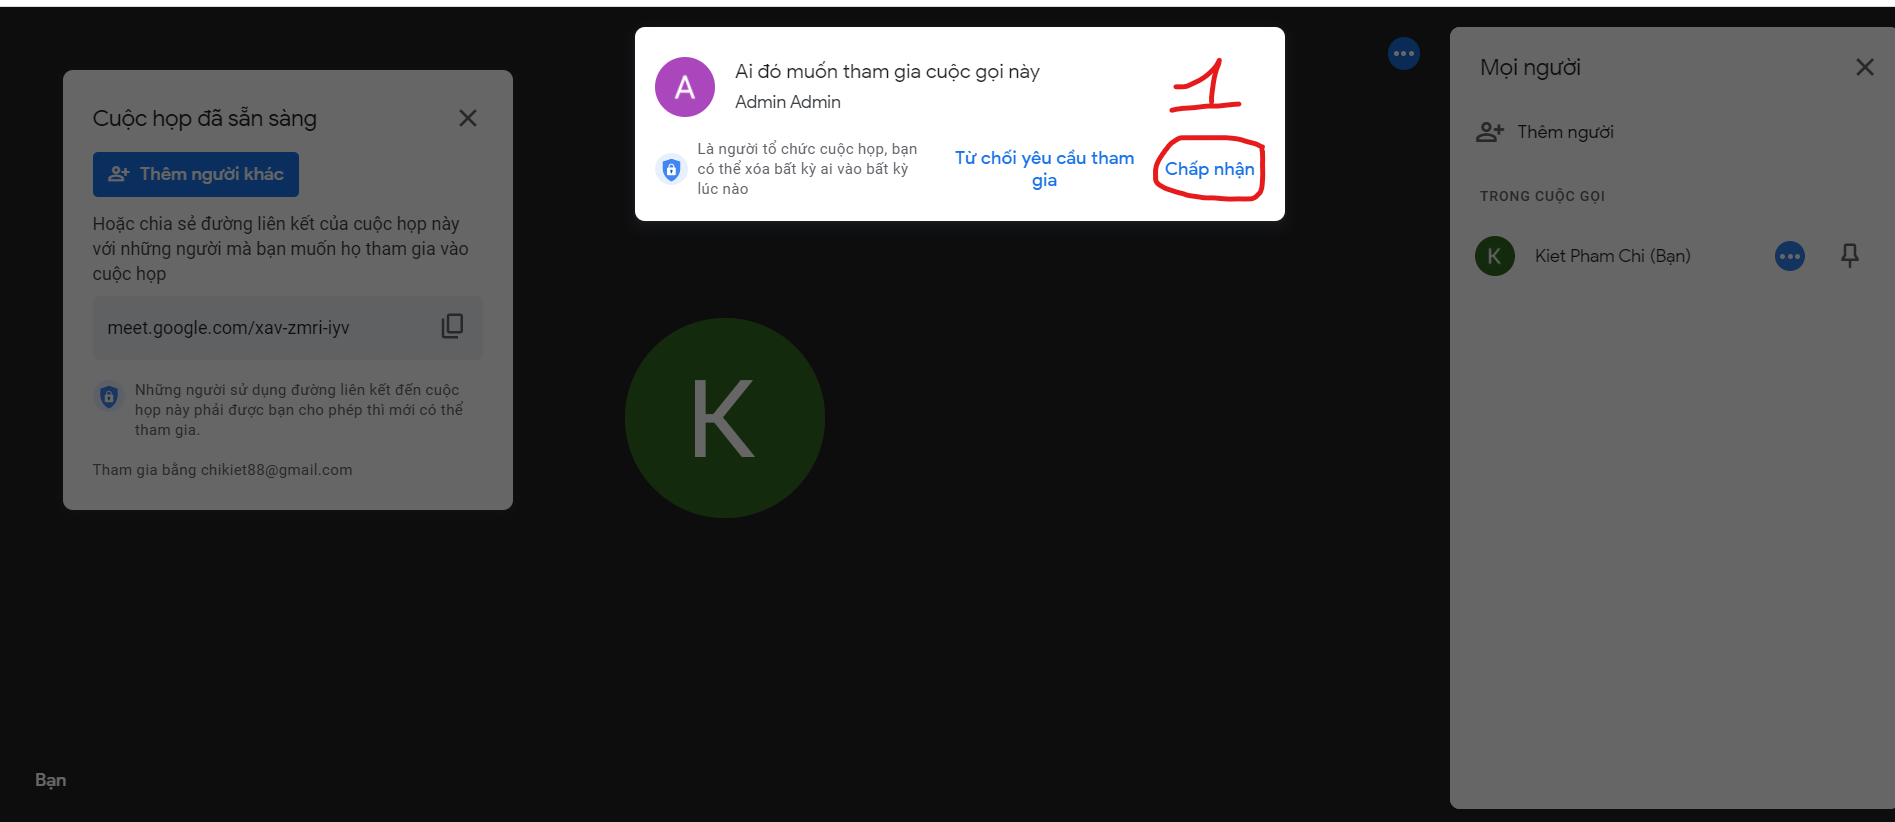 Cuộc họp đã sẵn sàng
Thêm người khác
Hoặc chia sẻ đường liên kết của cuộc họp này
với những người mà bạn muốn họ tham gia vào
cuộc họp
meet.google.com/xav-zmri-iyv
Những người sử dụng đường liên kết đến cuộc
họp này phải được bạn cho phép thì mới có thể
tham gia.
Tham gia bằng chikiet88@gmail.com
A
Ai đó muốn tham gia cuộc gọi này
Admin Admin
1
Là người tổ chức cuộc họp, bạn
có thể xóa bất kỳ ai vào bất kỳ
lúc nào
Từ chối yêu cầu tham
gia
Chấp nhận
K
Bạn
Mọi người
Thêm người
TRONG CUỘC GỌI
K
Kiet Pham Chi (Bạn)